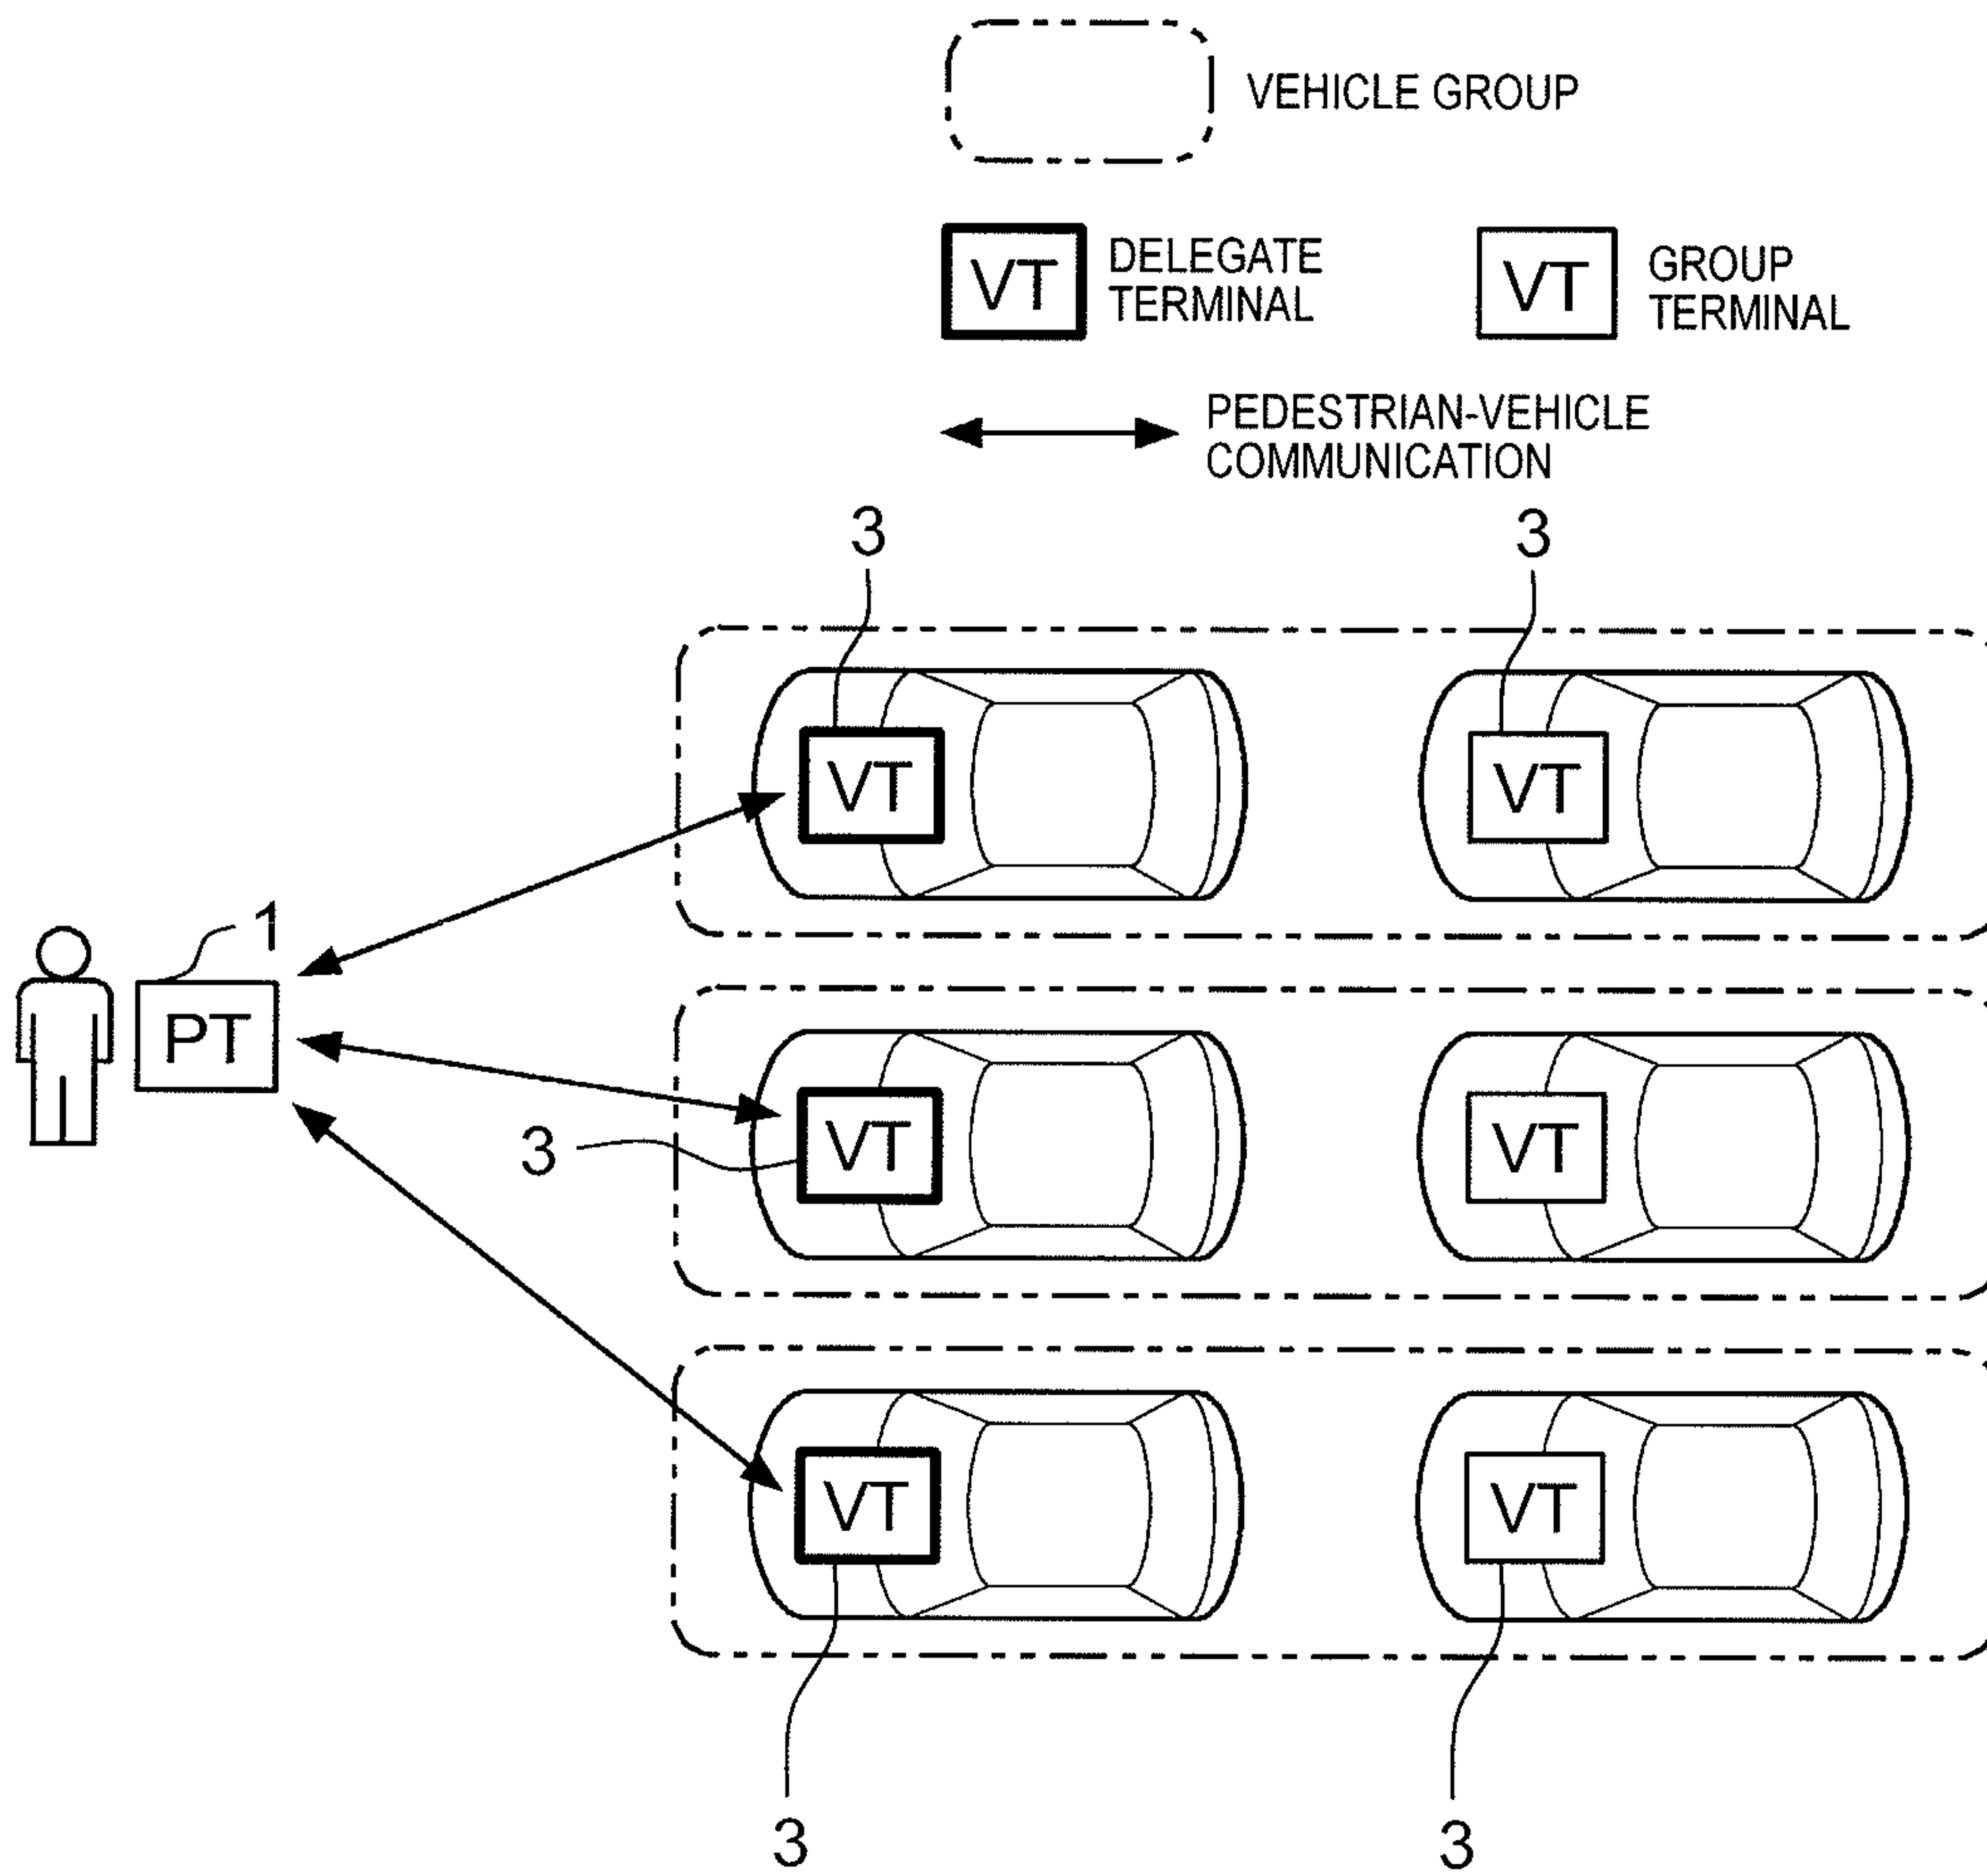 VEHICLE GROUP
VT
DELEGATE
TERMINAL
VT
GROUP
TERMINAL
PEDESTRIAN-VEHICLE
COMMUNICATION
3
3
VT
VT
1
PT
3
VT
VT
VT
VT
3
3